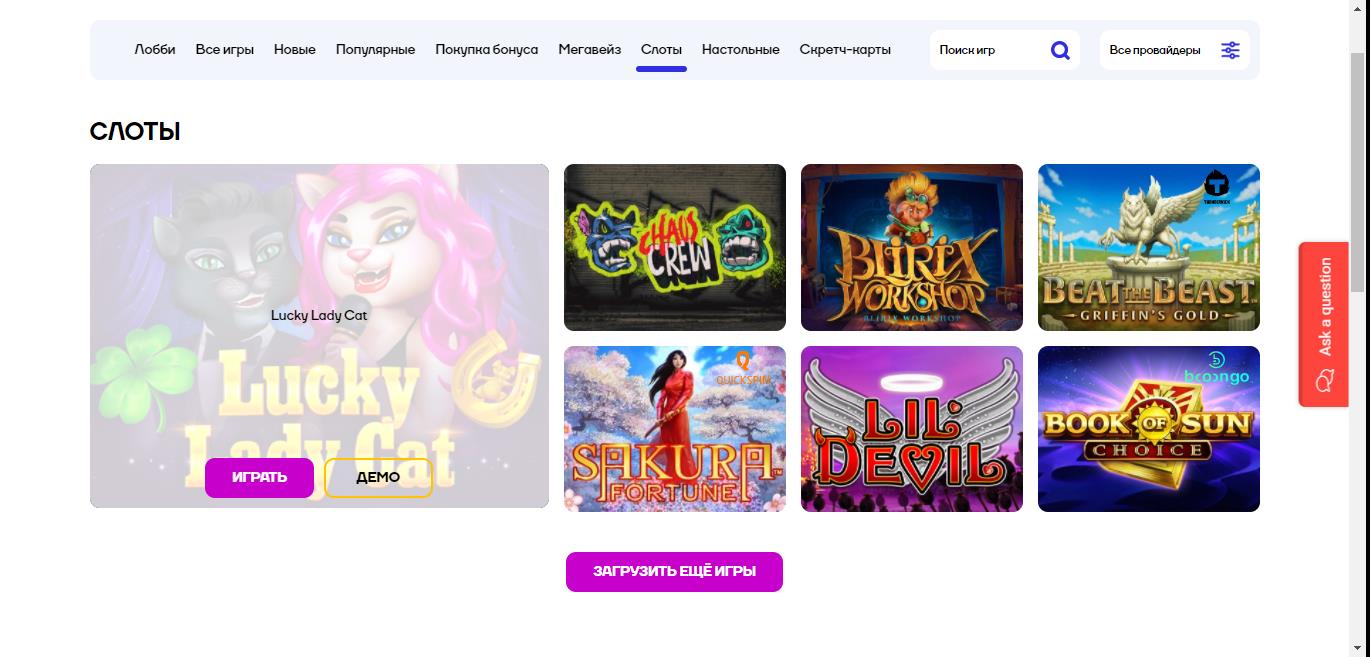 Лобби
Все игры
Новые
Популярные
Покупка бонуса
Мегавейз
Слоты
Настольные
Скретч-карты
Поиск игр
Все провайдеры
СЛОТЫ
Lucky Lady Cat
Lucky
Lady Cat
ИГРАТЬ
ДЕМО
CHAOS
CREW
BLIRIX
WORKSHOP
BLIRIX WORKSHOP
THUNDERKICK
BEAT THE BEAST
GRIFFIN'S GOLD
QUICKSPIN
SAKURA
FORTUNE
LIL'
DEVIL
booongo
BOOK OF SUN
CHOICE
ЗАГРУЗИТЬ ЕЩЁ ИГРЫ
Ask a question